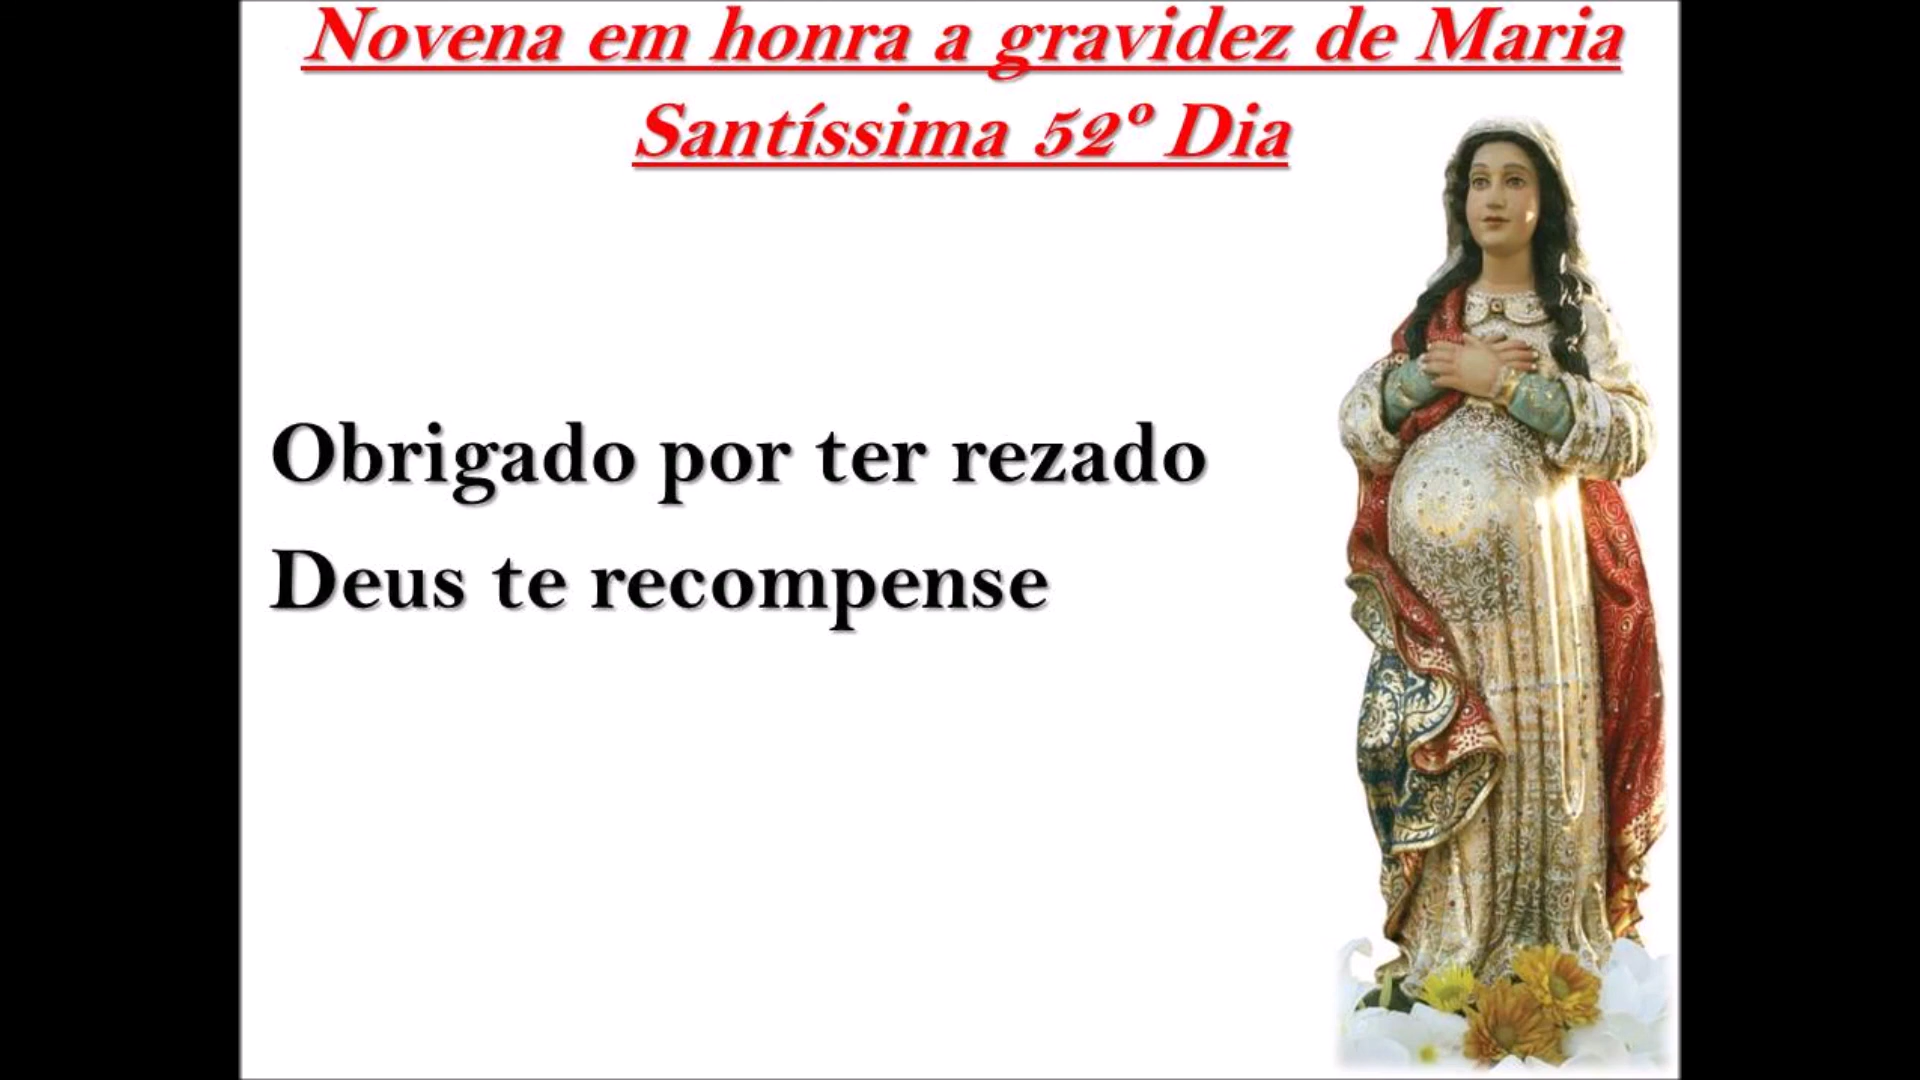 Novena em honra a gravidez de Maria
Santíssima 52º Dia
Obrigado por ter rezado
Deus te recompense